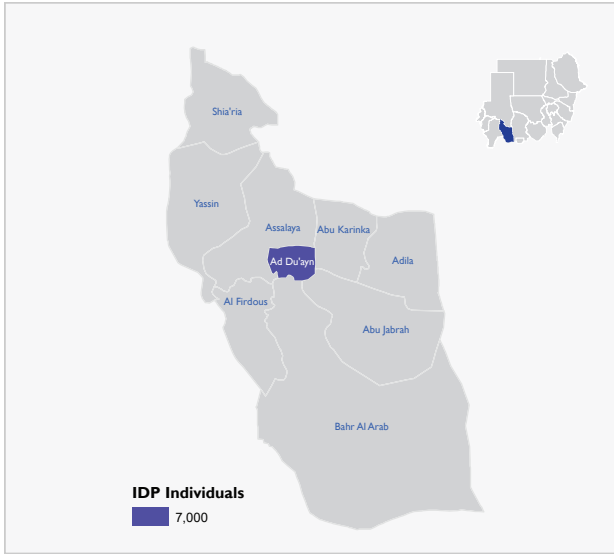 Shia'ria
Yassin
Assalaya
Abu Karinka
Ad Du'ayn
Adila
Al Firdous
Abu Jabrah
Bahr Al Arab
IDP Individuals
7,000